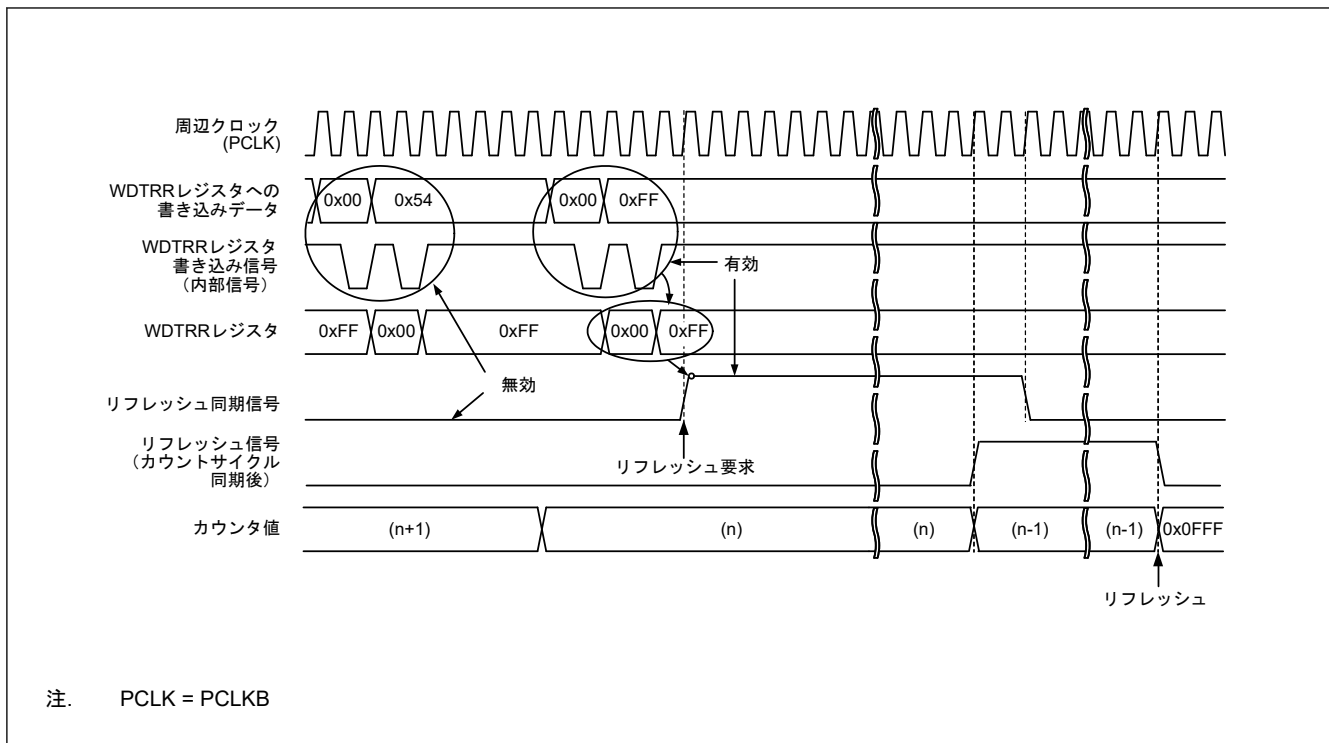 周辺クロック
(PCLK)
WDTRRレジスタへの
書き込みデータ
0x00 0x54 0x00 0xFF
WDTRRレジスタ
書き込み信号
（内部信号）
有効
WDTRRレジスタ
0xFF 0x00 0xFF 0x00 0xFF
無効
リフレッシュ同期信号
リフレッシュ要求
リフレッシュ信号
（カウントサイクル
同期後）
カウンタ値
(n+1) (n) (n) (n-1) (n-1) 0x0FFF
リフレッシュ
注. PCLK = PCLKB